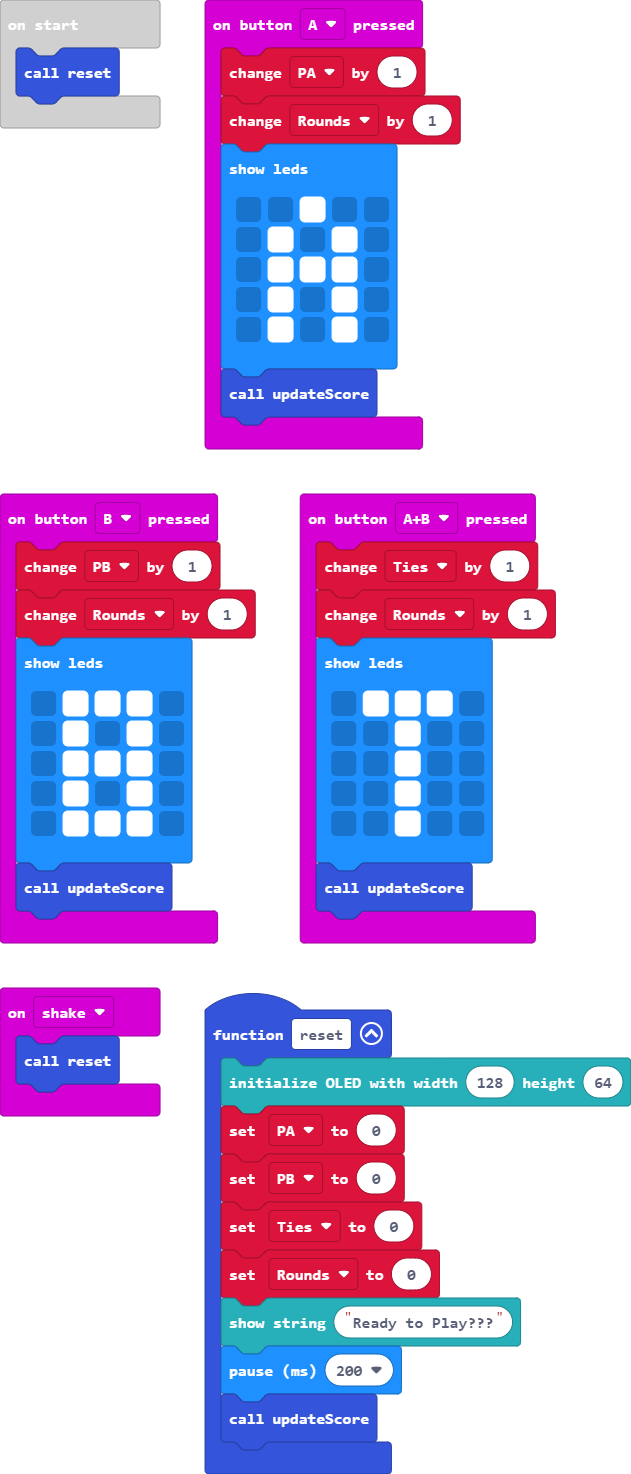 on start
call reset
on button A pressed
change PA by 1
change Rounds by 1
show leds
call updateScore
on button B pressed
change PB by 1
change Rounds by 1
show leds
call updateScore
on button A+B pressed
change Ties by 1
change Rounds by 1
show leds
call updateScore
on shake
call reset
function reset
initialize OLED with width 128 height 64
set PA to 0
set PB to 0
set Ties to 0
set Rounds to 0
show string "Ready to Play???"
pause (ms) 200
call updateScore